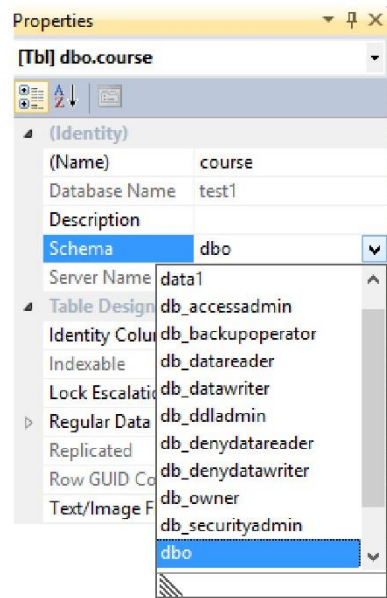 Properties
[Tbl] dbo.course
(Identity)
(Name) course
Database Name test1
Description
Schema dbo
Server Name
data1
Table Design
db_accessadmin
Identity Colu
db_backupoperator
Indexable
db_datareader
Lock Escalatio
db_datawriter
Regular Data
db_ddladmin
Replicated
db_denydatareader
Row GUID Co
db_denydatawriter
Text/Image F
db_owner
db_securityadmin
dbo